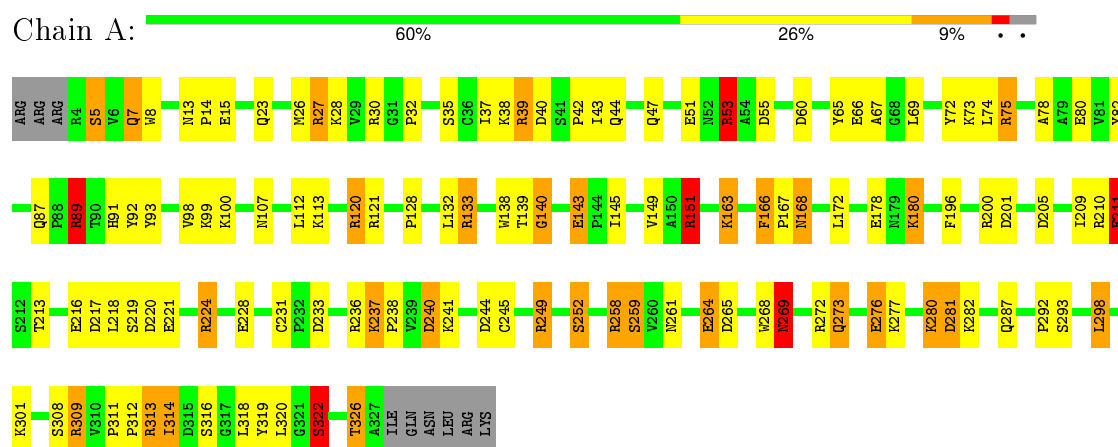 Chain A:
60% 26% 9% • •
ARG ARG ARG R4 S5 V6 Q7 W8 N13 P14 E15 Q23 M26 R27 K28 V29 R30 G31 P32 S35 C36 I37 K38 R39 D40 S41 P42 I43 Q44 Q47 E51 N52 R53 A54 D55 D60 Y65 E66 A67 G68 L69 Y72 K73 L74 R75 A78 A79 E80 V81 Y82
Q87 P88 R89 T90 H91 Y92 Y93 V98 K99 K100 N107 L112 K113 R120 R121 P128 L132 R133 W138 T139 G140 E143 P144 I145 V149 A150 R151 K163 F166 P167 N168 L172 E178 N179 K180 F196 R200 D201 D205 I209 R210 E211
S212 T213 E216 D217 L218 S219 D220 E221 R224 E228 C231 P232 D233 R236 K237 P238 V239 D240 K241 D244 C245 R249 S252 R258 S259 V260 N261 E264 D265 W268 N269 R272 Q273 E276 K277 K280 D281 K282 Q287 P292 S293 L298
K301 S308 R309 V310 P311 P312 R313 I314 D315 S316 G317 L318 Y319 L320 G321 S322 T326 A327 ILE GLN ASN LEU ARG LYS